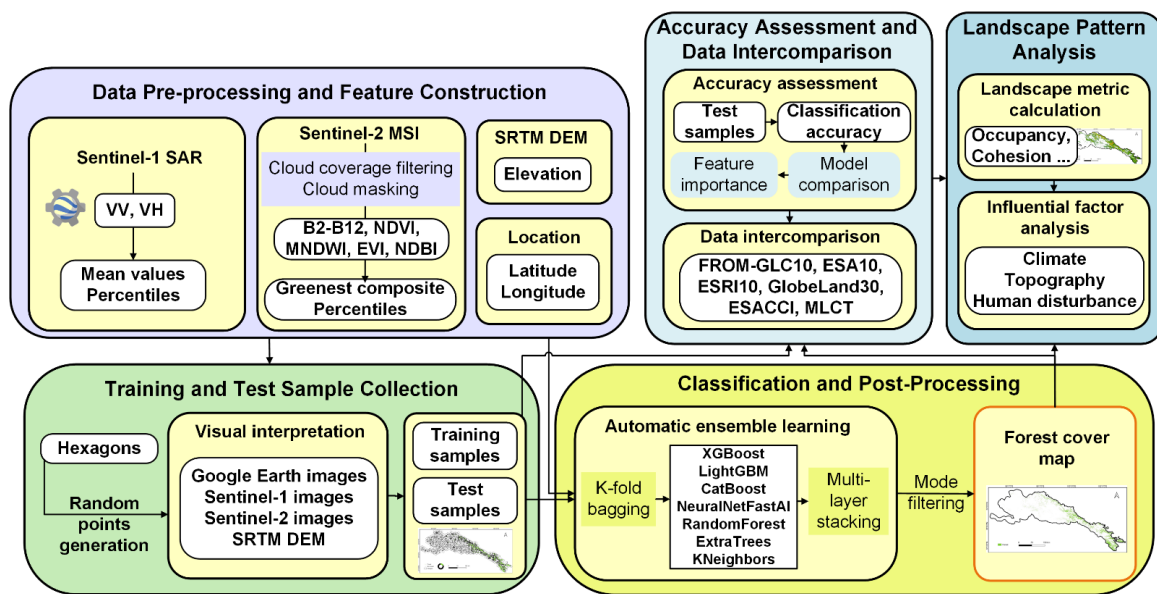 Data Pre-processing and Feature Construction
Sentinel-1 SAR
VV, VH
Mean values
Percentiles
Sentinel-2 MSI
Cloud coverage filtering
Cloud masking
B2-B12, NDVI,
MNDWI, EVI, NDBI
Greenest composite
Percentiles
SRTM DEM
Elevation
Location
Latitude
Longitude
Accuracy Assessment and
Data Intercomparison
Accuracy assessment
Test
samples
Classification
accuracy
Feature
importance
Model
comparison
Data intercomparison
FROM-GLC10, ESA10,
ESRI10, GlobeLand30,
ESACCI, MLCT
Landscape Pattern
Analysis
Landscape metric
calculation
Occupancy,
Cohesion ...
Influential factor
analysis
Climate
Topography
Human disturbance
Training and Test Sample Collection
Hexagons
Random
points
generation
Visual interpretation
Google Earth images
Sentinel-1 images
Sentinel-2 images
SRTM DEM
Training
samples
Test
samples
Classification and Post-Processing
Automatic ensemble learning
K-fold
bagging
XGBoost
LightGBM
CatBoost
NeuralNetFastAI
RandomForest
ExtraTrees
KNeighbors
Multi-
layer
stacking
Mode
filtering
Forest cover
map